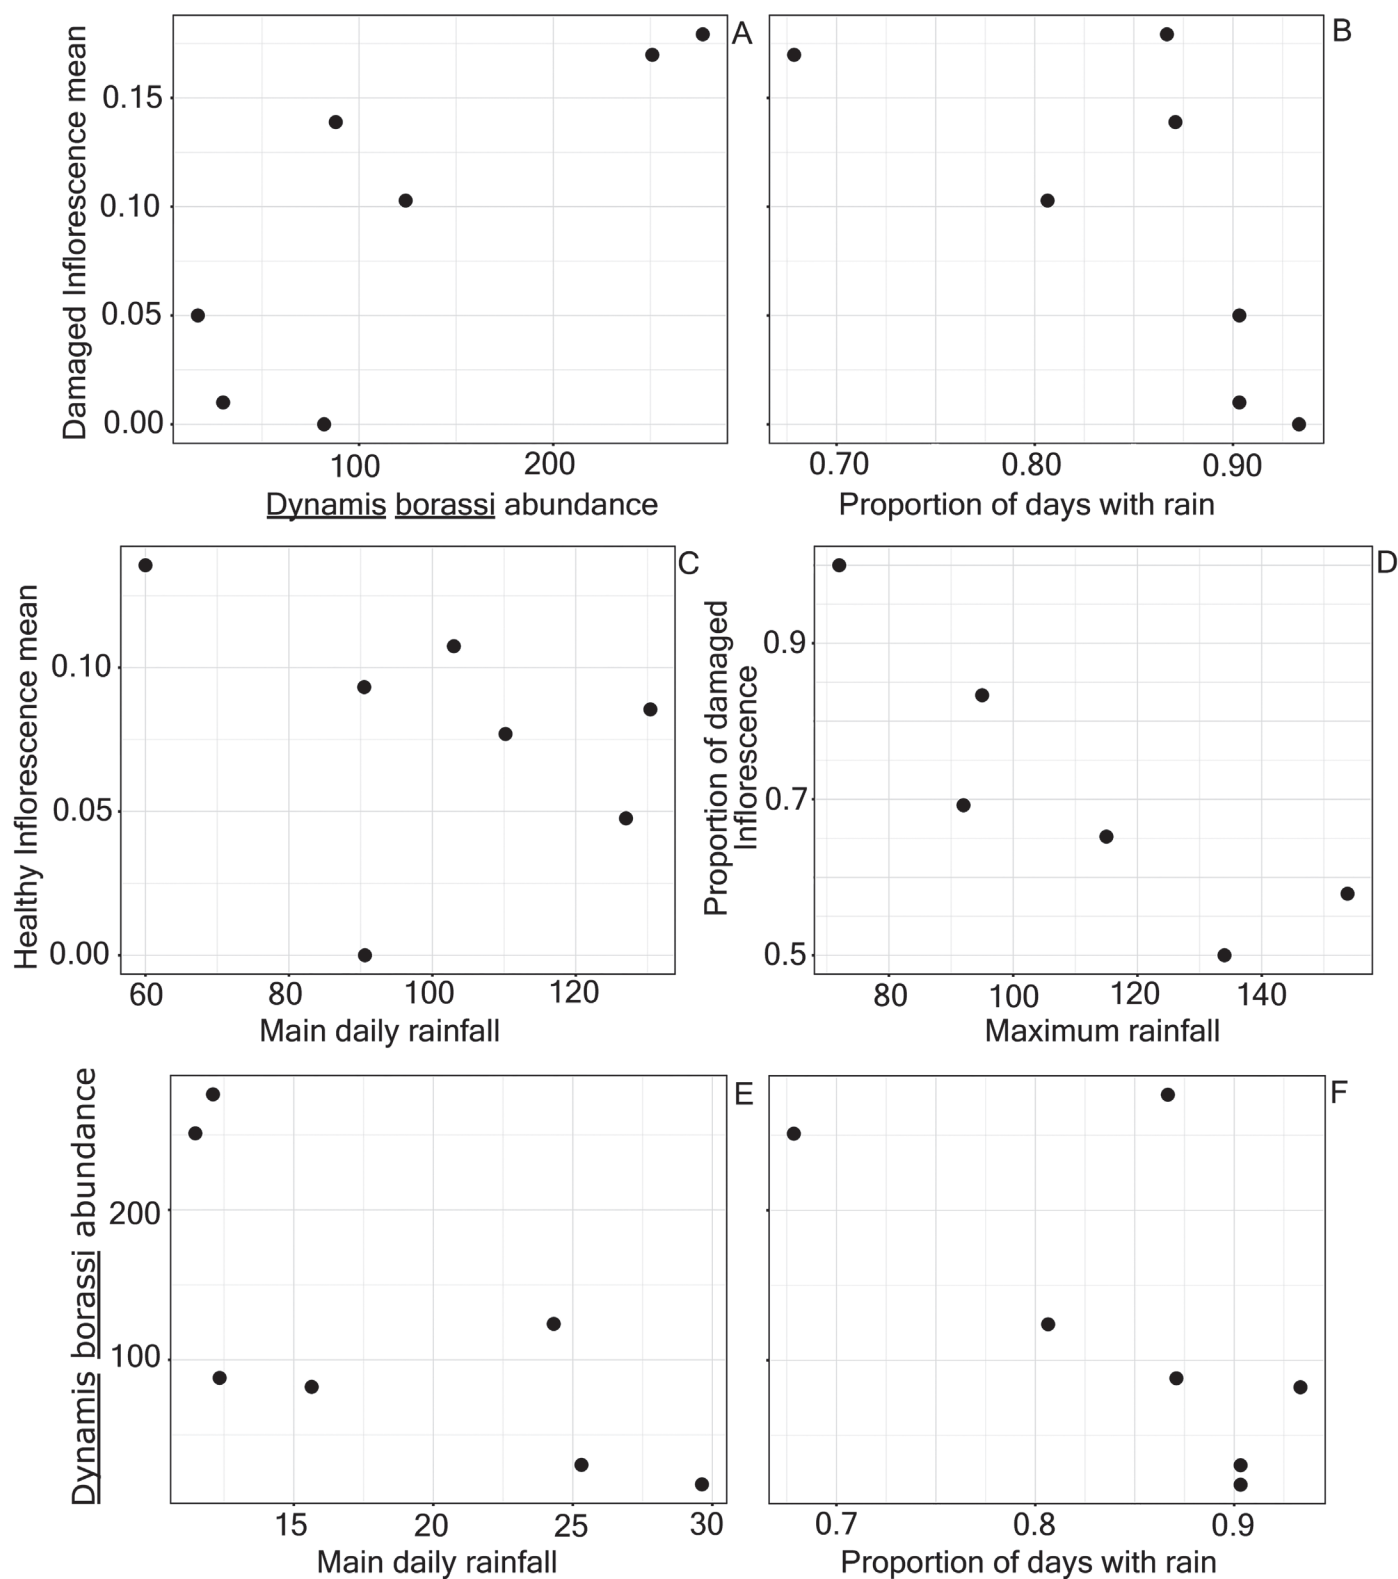 A
Damaged Inflorescence mean
0.15
0.10
0.05
0.00
100
200
Dynamis borassi abundance
B
0.70
0.80
0.90
Proportion of days with rain
C
Healthy Inflorescence mean
0.10
0.05
0.00
60
80
100
120
Main daily rainfall
D
Proportion of damaged
Inflorescence
0.9
0.7
0.5
80
100
120
140
Maximum rainfall
E
Dynamis borassi abundance
200
100
15
20
25
30
Main daily rainfall
F
0.7
0.8
0.9
Proportion of days with rain